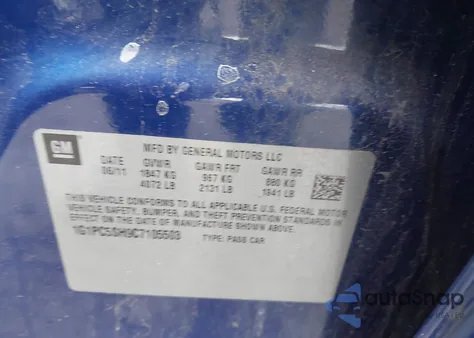 GM
MFD BY GENERAL MOTORS LLC
DATE GVWR GAWR FRT GAWR RR
06/11 1847 KG 967 KG 880 KG
4072 LB 2131 LB 1941 LB
THIS VEHICLE CONFORMS TO ALL APPLICABLE U.S. FEDERAL MOTOR
VEHICLE SAFETY, BUMPER, AND THEFT PREVENTION STANDARDS
IN EFFECT ON THE DATE OF MANUFACTURE SHOWN ABOVE.
TYPE: PASS CAR
autoSnap